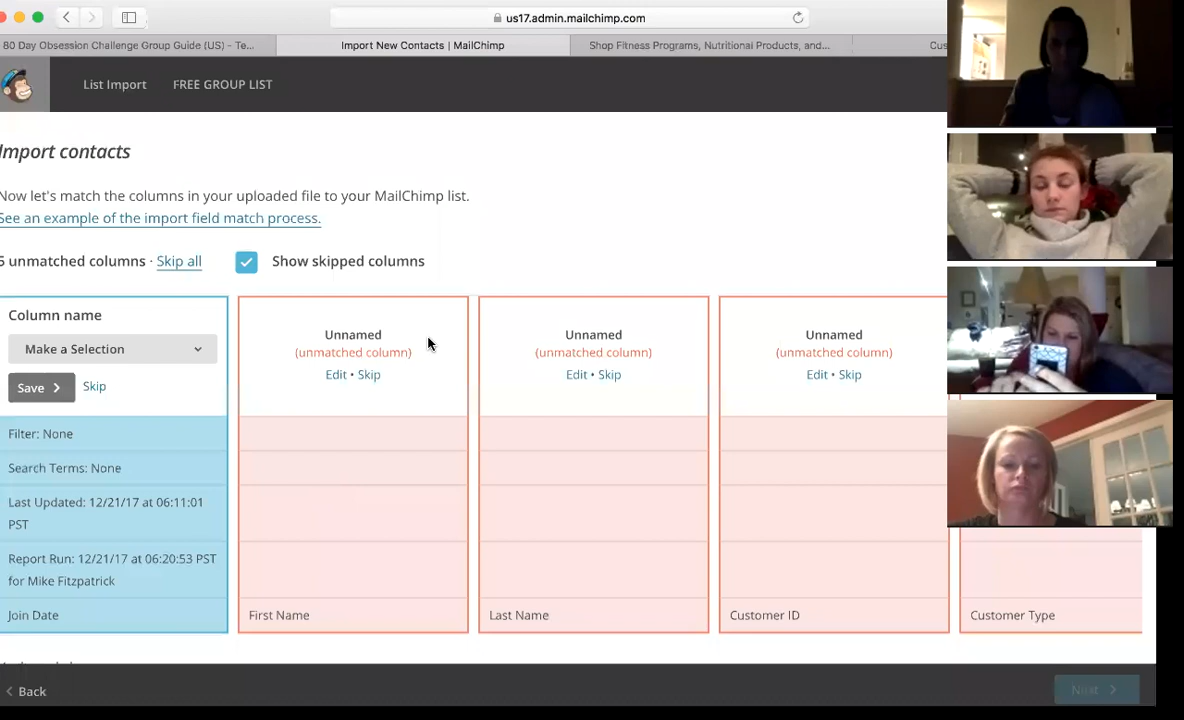 us17.admin.mailchimp.com
80 Day Obsession Challenge Group Guide (US) - Te...
Import New Contacts | MailChimp
Shop Fitness Programs, Nutritional Products, and...
Cus
List Import
FREE GROUP LIST
Import contacts
Now let's match the columns in your uploaded file to your MailChimp list.
See an example of the import field match process.
5 unmatched columns · Skip all
Show skipped columns
Column name
Make a Selection
Save
Skip
Filter: None
Search Terms: None
Last Updated: 12/21/17 at 06:11:01
PST
Report Run: 12/21/17 at 06:20:53 PST
for Mike Fitzpatrick
Join Date
Unnamed
(unmatched column)
Edit • Skip
First Name
Unnamed
(unmatched column)
Edit • Skip
Last Name
Unnamed
(unmatched column)
Edit • Skip
Customer ID
Customer Type
Back
Next